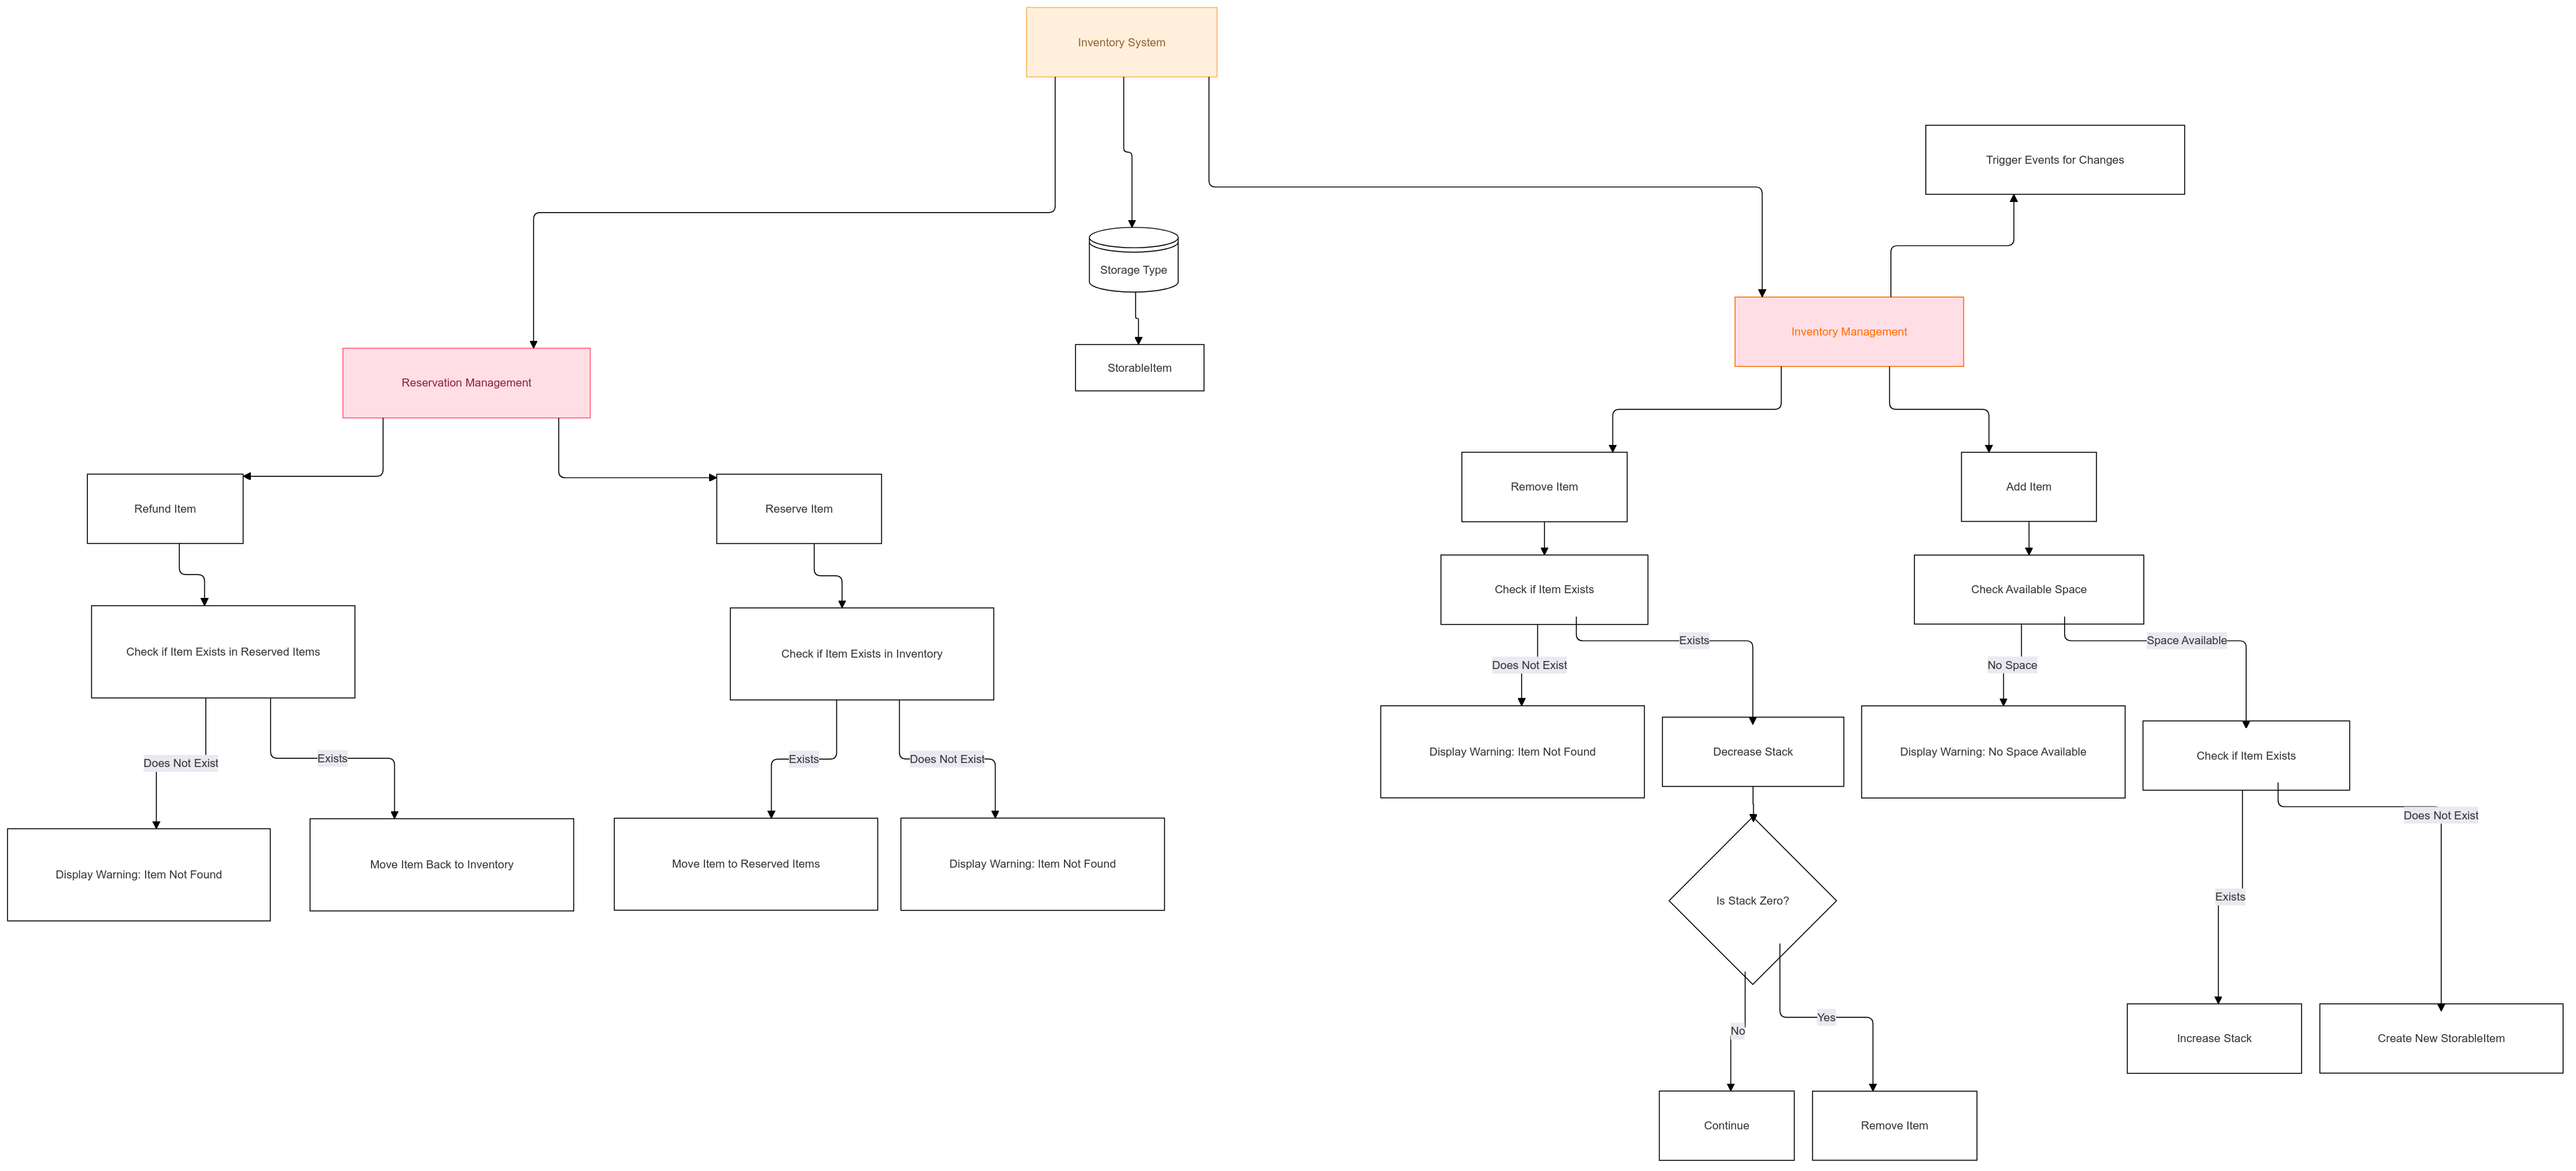 Inventory System
Trigger Events for Changes
Storage Type
Inventory Management
StorableItem
Reservation Management
Remove Item
Add Item
Refund Item
Reserve Item
Check if Item Exists
Check Available Space
Check if Item Exists in Reserved Items
Check if Item Exists in Inventory
Exists
Space Available
Does Not Exist
No Space
Display Warning: Item Not Found
Decrease Stack
Display Warning: No Space Available
Check if Item Exists
Does Not Exist
Exists
Exists
Does Not Exist
Does Not Exist
Display Warning: Item Not Found
Move Item Back to Inventory
Move Item to Reserved Items
Display Warning: Item Not Found
Is Stack Zero?
Exists
No
Yes
Increase Stack
Create New StorableItem
Continue
Remove Item